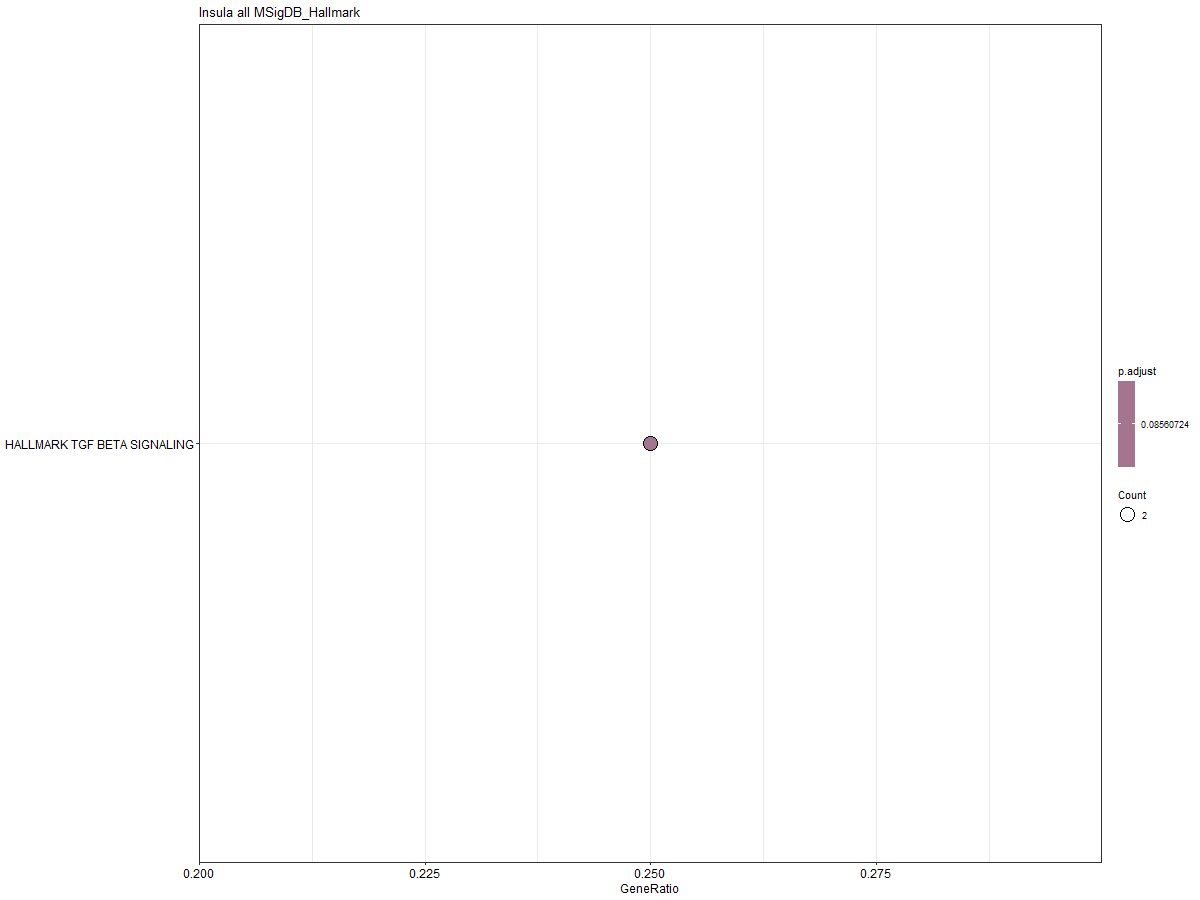 Insula all MSigDB_Hallmark
HALLMARK TGF BETA SIGNALING
0.200
0.225
0.250
0.275
GeneRatio
p.adjust
0.08560724
Count
2